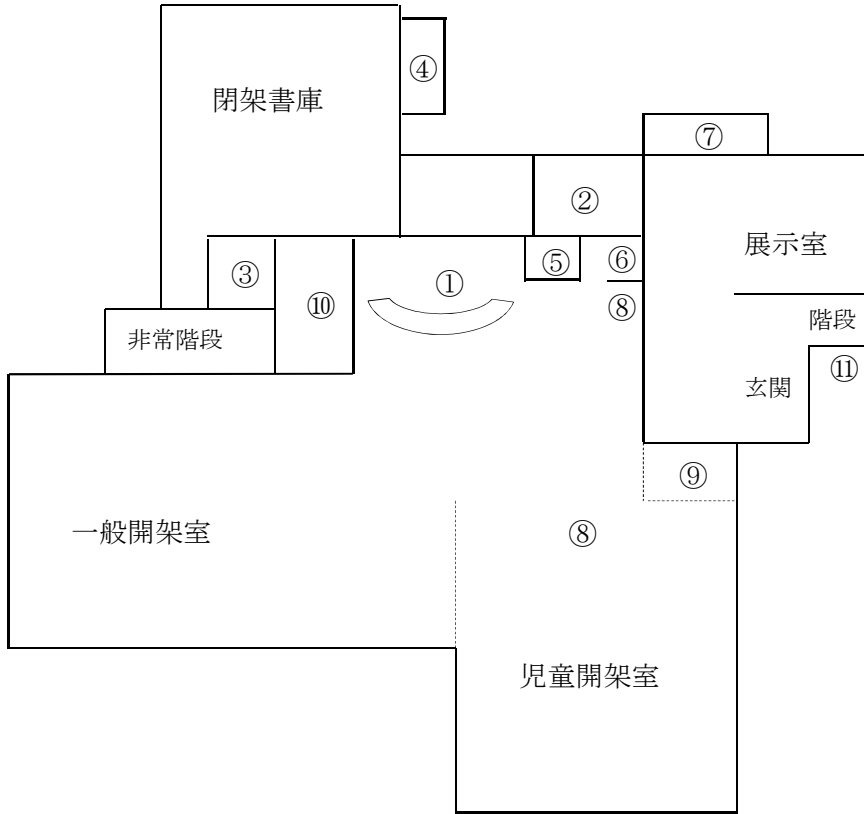 ④
閉架書庫
⑦
②
展示室
⑤
⑥
③
①
⑩
⑧
階段
非常階段
⑪
玄関
⑨
一般開架室
⑧
児童開架室